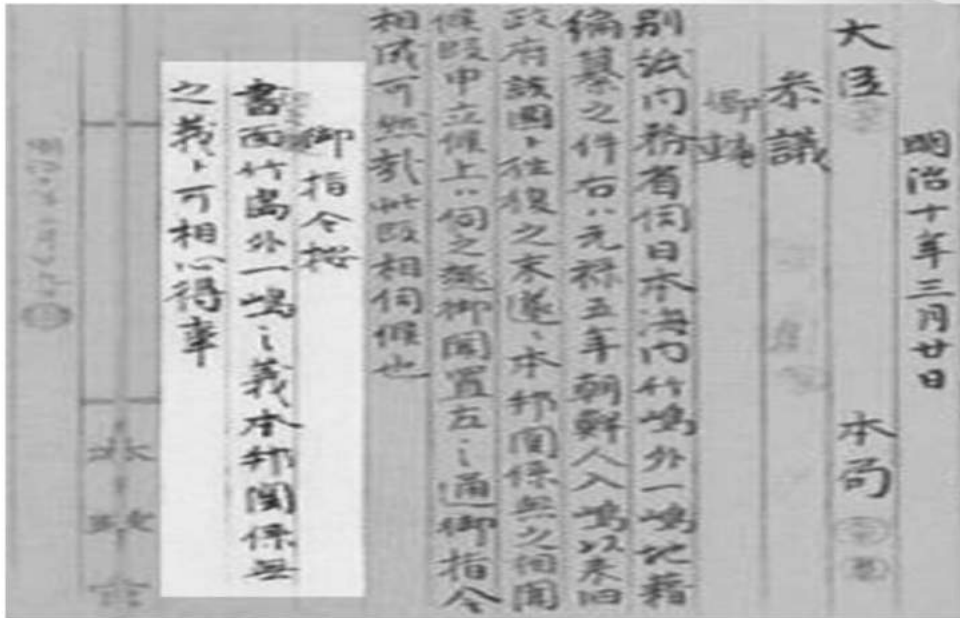 明治十年三月廿日
大臣　本局
参議
卿輔
別紙内務省伺日本海内竹嶋外一嶋地籍
編纂之件右ハ元禄五年朝鮮人入嶋以来旧
政府該国ト往復之末遂ニ本邦関係無之相聞
候段申立候上ハ伺之趣御聞置左之通御指令
相成可然哉此段相伺候也
御指令按
書面竹島外一嶋之義本邦関係無
之義ト可相心得事
太政官